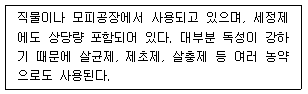 직물이나 모피공장에서 사용되고 있으며, 세정제
에도 상당량 포함되어 있다. 대부분 독성이 강하
기 때문에 살균제, 제초제, 살충제 등 여러 농약
으로도 사용된다.